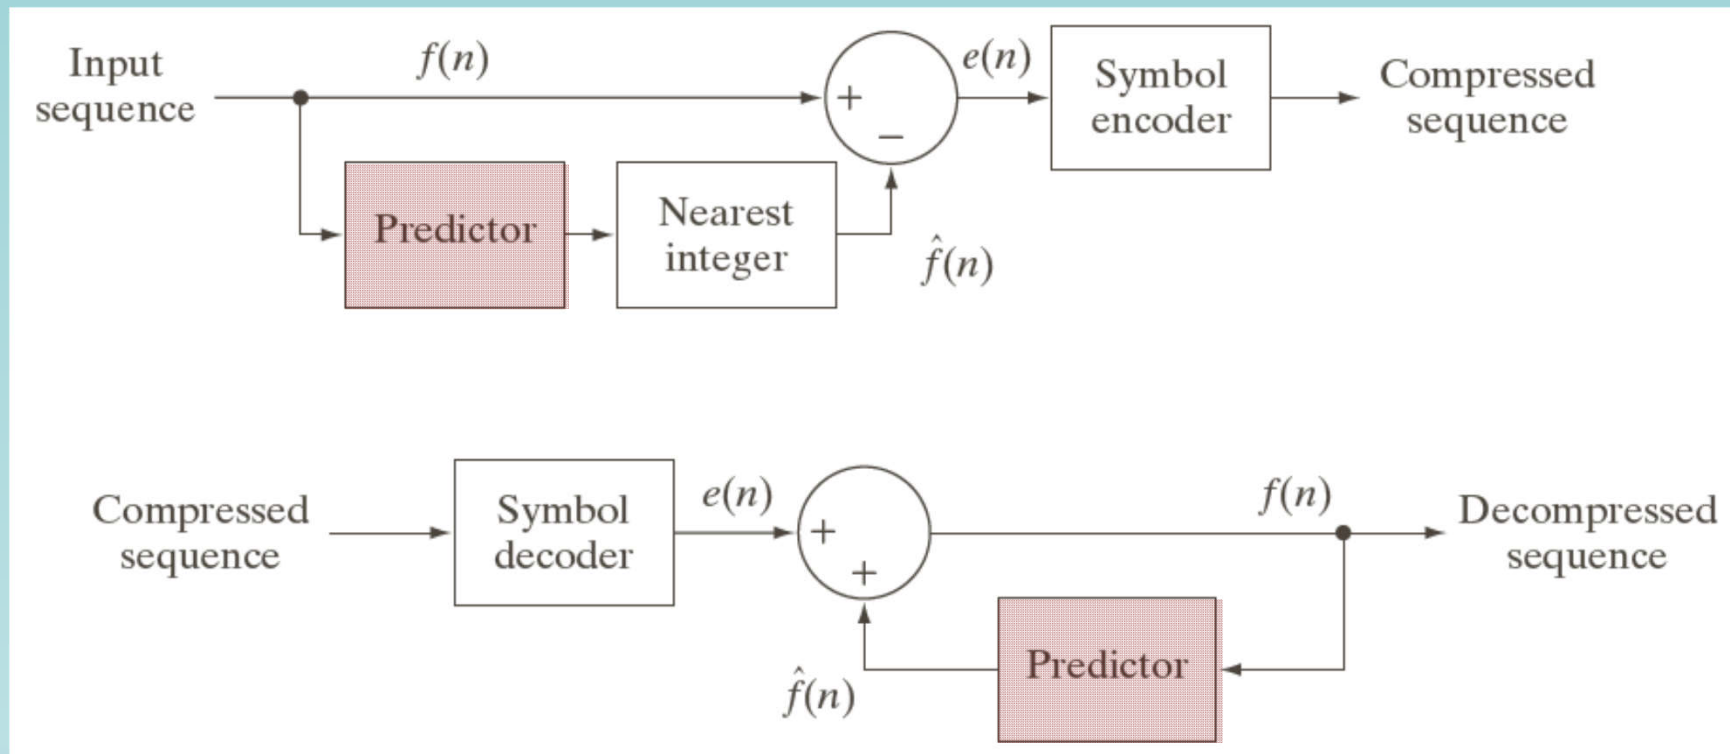 Input
sequence
f(n)
+
−
e(n)
Symbol
encoder
Compressed
sequence
Predictor
Nearest
integer
f̂(n)
Compressed
sequence
Symbol
decoder
e(n)
+
+
f(n)
Decompressed
sequence
Predictor
f̂(n)